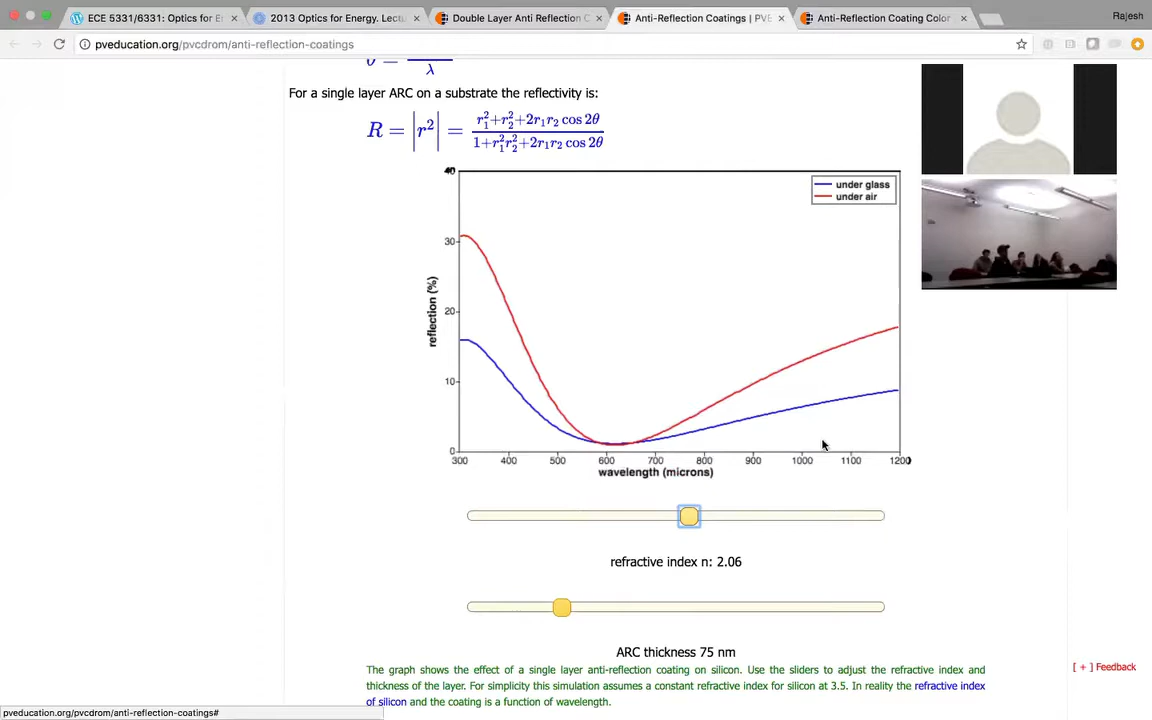 ECE 5331/6331: Optics for E
2013 Optics for Energy. Lectu
Double Layer Anti Reflection C
Anti-Reflection Coatings | PVE
Anti-Reflection Coating Color
Rajesh
pveducation.org/pvcdrom/anti-reflection-coatings
θ = λ
For a single layer ARC on a substrate the reflectivity is:
R = |r²| = (r₁²+r₂²+2r₁r₂ cos 2θ) / (1+r₁²r₂²+2r₁r₂ cos 2θ)
40
under glass
under air
30
20
10
0
reflection (%)
300 400 500 600 700 800 900 1000 1100 1200
wavelength (microns)
refractive index n: 2.06
ARC thickness 75 nm
The graph shows the effect of a single layer anti-reflection coating on silicon. Use the sliders to adjust the refractive index and
thickness of the layer. For simplicity this simulation assumes a constant refractive index for silicon at 3.5. In reality the refractive index
of silicon and the coating is a function of wavelength.
[ + ] Feedback
pveducation.org/pvcdrom/anti-reflection-coatings#